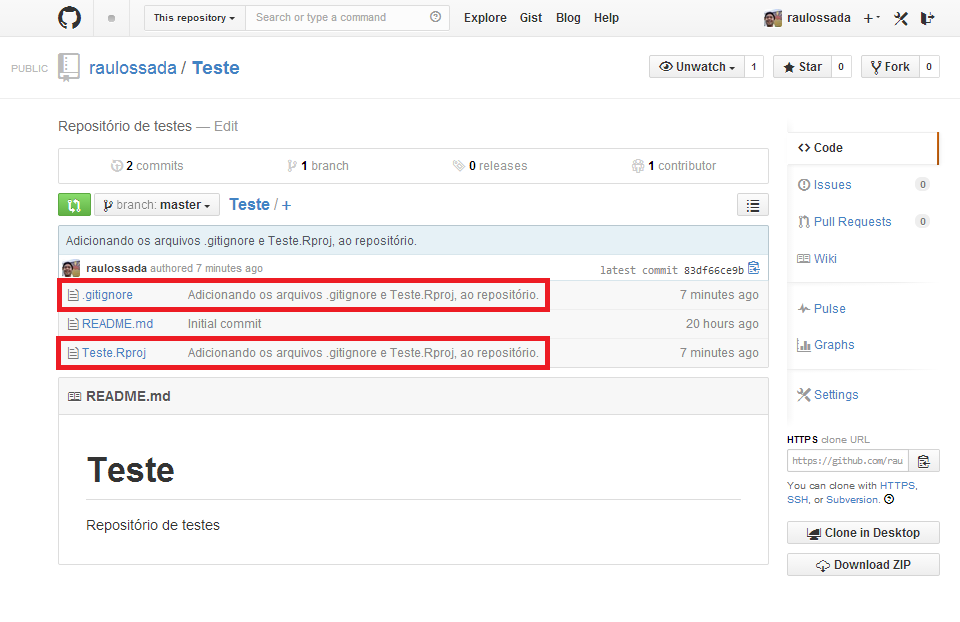 This repository Search or type a command Explore Gist Blog Help raulossada +
PUBLIC raulossada / Teste Unwatch 1 Star 0 Fork 0
Repositório de testes — Edit
2 commits 1 branch 0 releases 1 contributor
branch: master Teste / +
Adicionando os arquivos .gitignore e Teste.Rproj, ao repositório.
raulossada authored 7 minutes ago latest commit 83df66ce9b
.gitignore Adicionando os arquivos .gitignore e Teste.Rproj, ao repositório. 7 minutes ago
README.md Initial commit 20 hours ago
Teste.Rproj Adicionando os arquivos .gitignore e Teste.Rproj, ao repositório. 7 minutes ago
README.md
Teste
Repositório de testes
Code
Issues 0
Pull Requests 0
Wiki
Pulse
Graphs
Settings
HTTPS clone URL
https://github.com/rau
You can clone with HTTPS,
SSH, or Subversion.
Clone in Desktop
Download ZIP